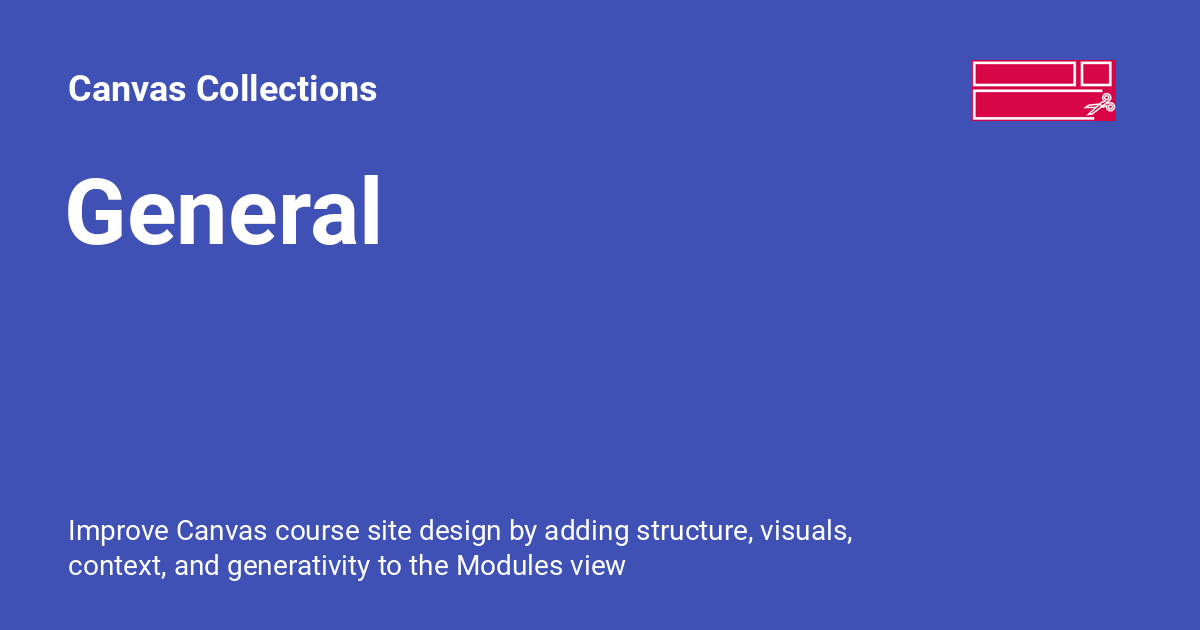 Canvas Collections
General
Improve Canvas course site design by adding structure, visuals,
context, and generativity to the Modules view